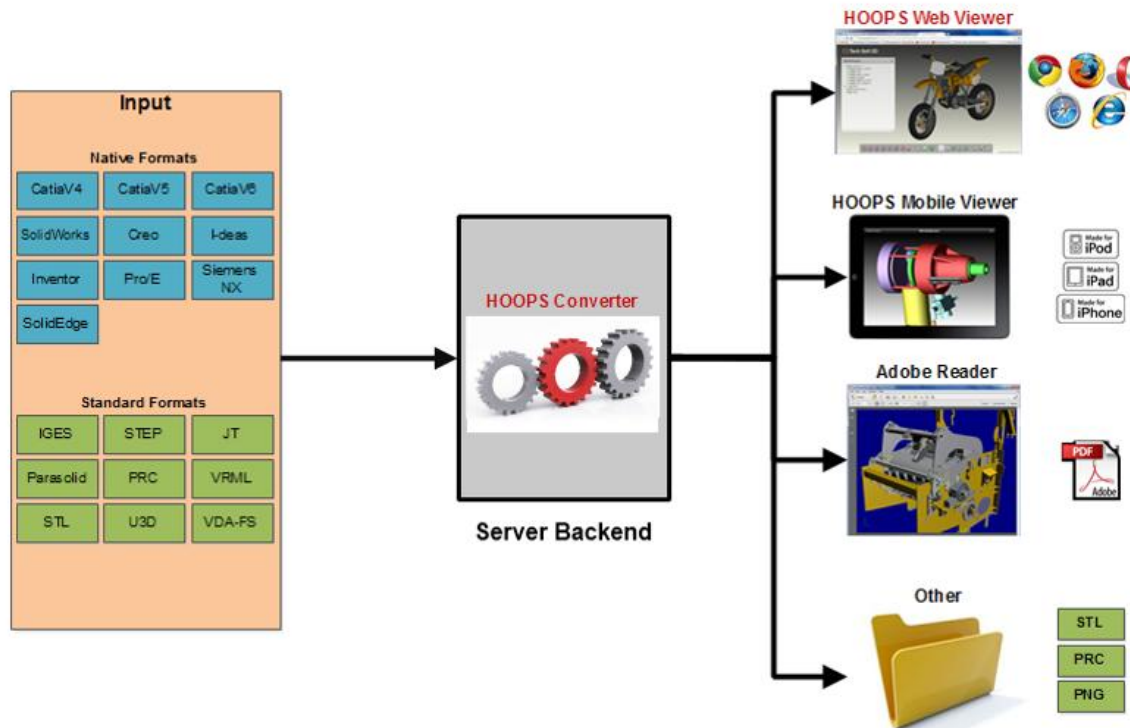 Input
Native Formats
CatiaV4 CatiaV5 CatiaV6
SolidWorks Creo I-deas
Inventor Pro/E Siemens
NX
SolidEdge
Standard Formats
IGES STEP JT
Parasolid PRC VRML
STL U3D VDA-FS
HOOPS Converter
Server Backend
HOOPS Web Viewer
HOOPS Mobile Viewer
Made for
iPod
Made for
iPad
Made for
iPhone
Adobe Reader
PDF
Adobe
Other
STL
PRC
PNG